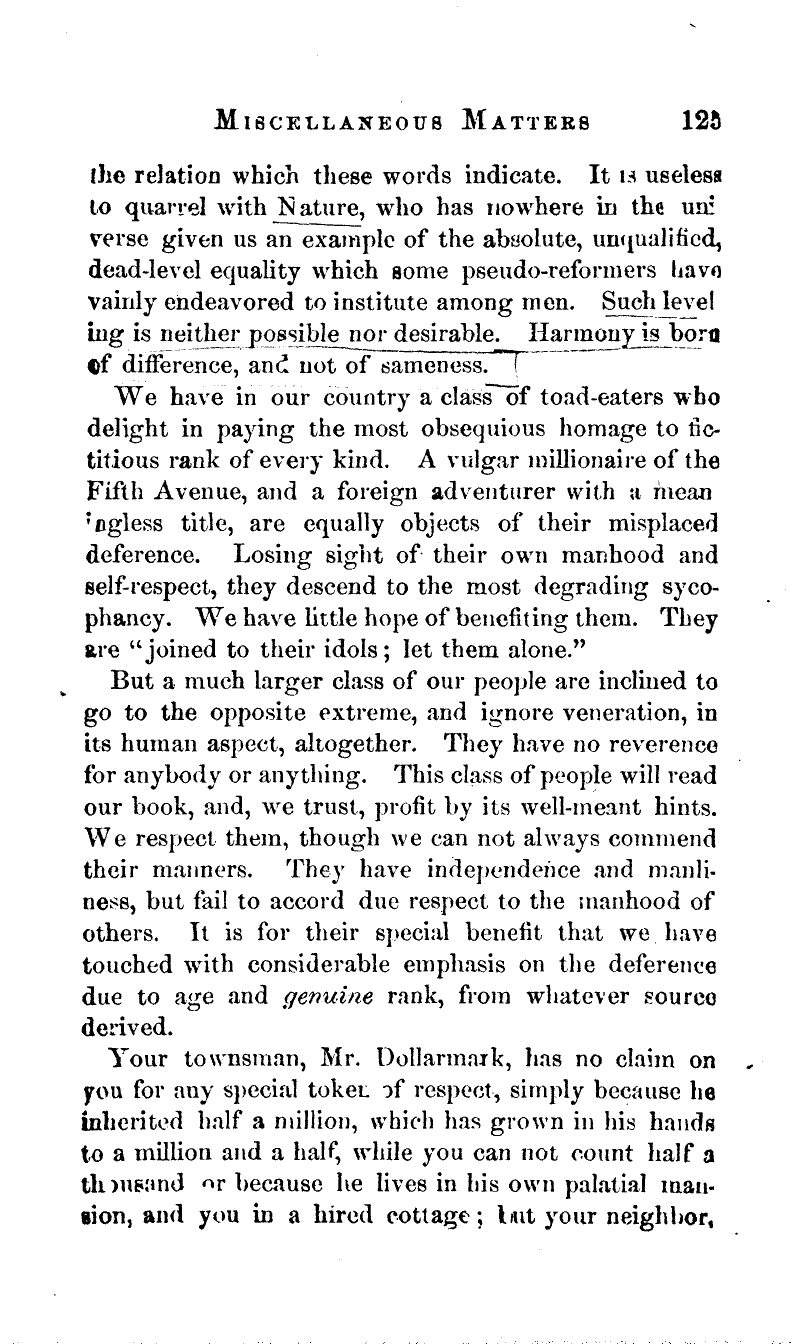 MISCELLANEOUS MATTERS 125
the relation which these words indicate. It is useless
to quarrel with Nature, who has nowhere in the uni
verse given us an example of the absolute, unqualified,
dead-level equality which some pseudo-reformers have
vainly endeavored to institute among men. Such level
ing is neither possible nor desirable. Harmony is born
of difference, and not of sameness.
We have in our country a class of toad-eaters who
delight in paying the most obsequious homage to fic-
titious rank of every kind. A vulgar millionaire of the
Fifth Avenue, and a foreign adventurer with a mean
ingless title, are equally objects of their misplaced
deference. Losing sight of their own manhood and
self-respect, they descend to the most degrading syco-
phancy. We have little hope of benefiting them. They
are “joined to their idols; let them alone.”
But a much larger class of our people are inclined to
go to the opposite extreme, and ignore veneration, in
its human aspect, altogether. They have no reverence
for anybody or anything. This class of people will read
our book, and, we trust, profit by its well-meant hints.
We respect them, though we can not always commend
their manners. They have independence and manli-
ness, but fail to accord due respect to the manhood of
others. It is for their special benefit that we have
touched with considerable emphasis on the deference
due to age and genuine rank, from whatever source
derived.
Your townsman, Mr. Dollarmark, has no claim on
you for any special token of respect, simply because he
inherited half a million, which has grown in his hands
to a million and a half, while you can not count half a
thousand or because he lives in his own palatial man-
sion, and you in a hired cottage; but your neighbor,